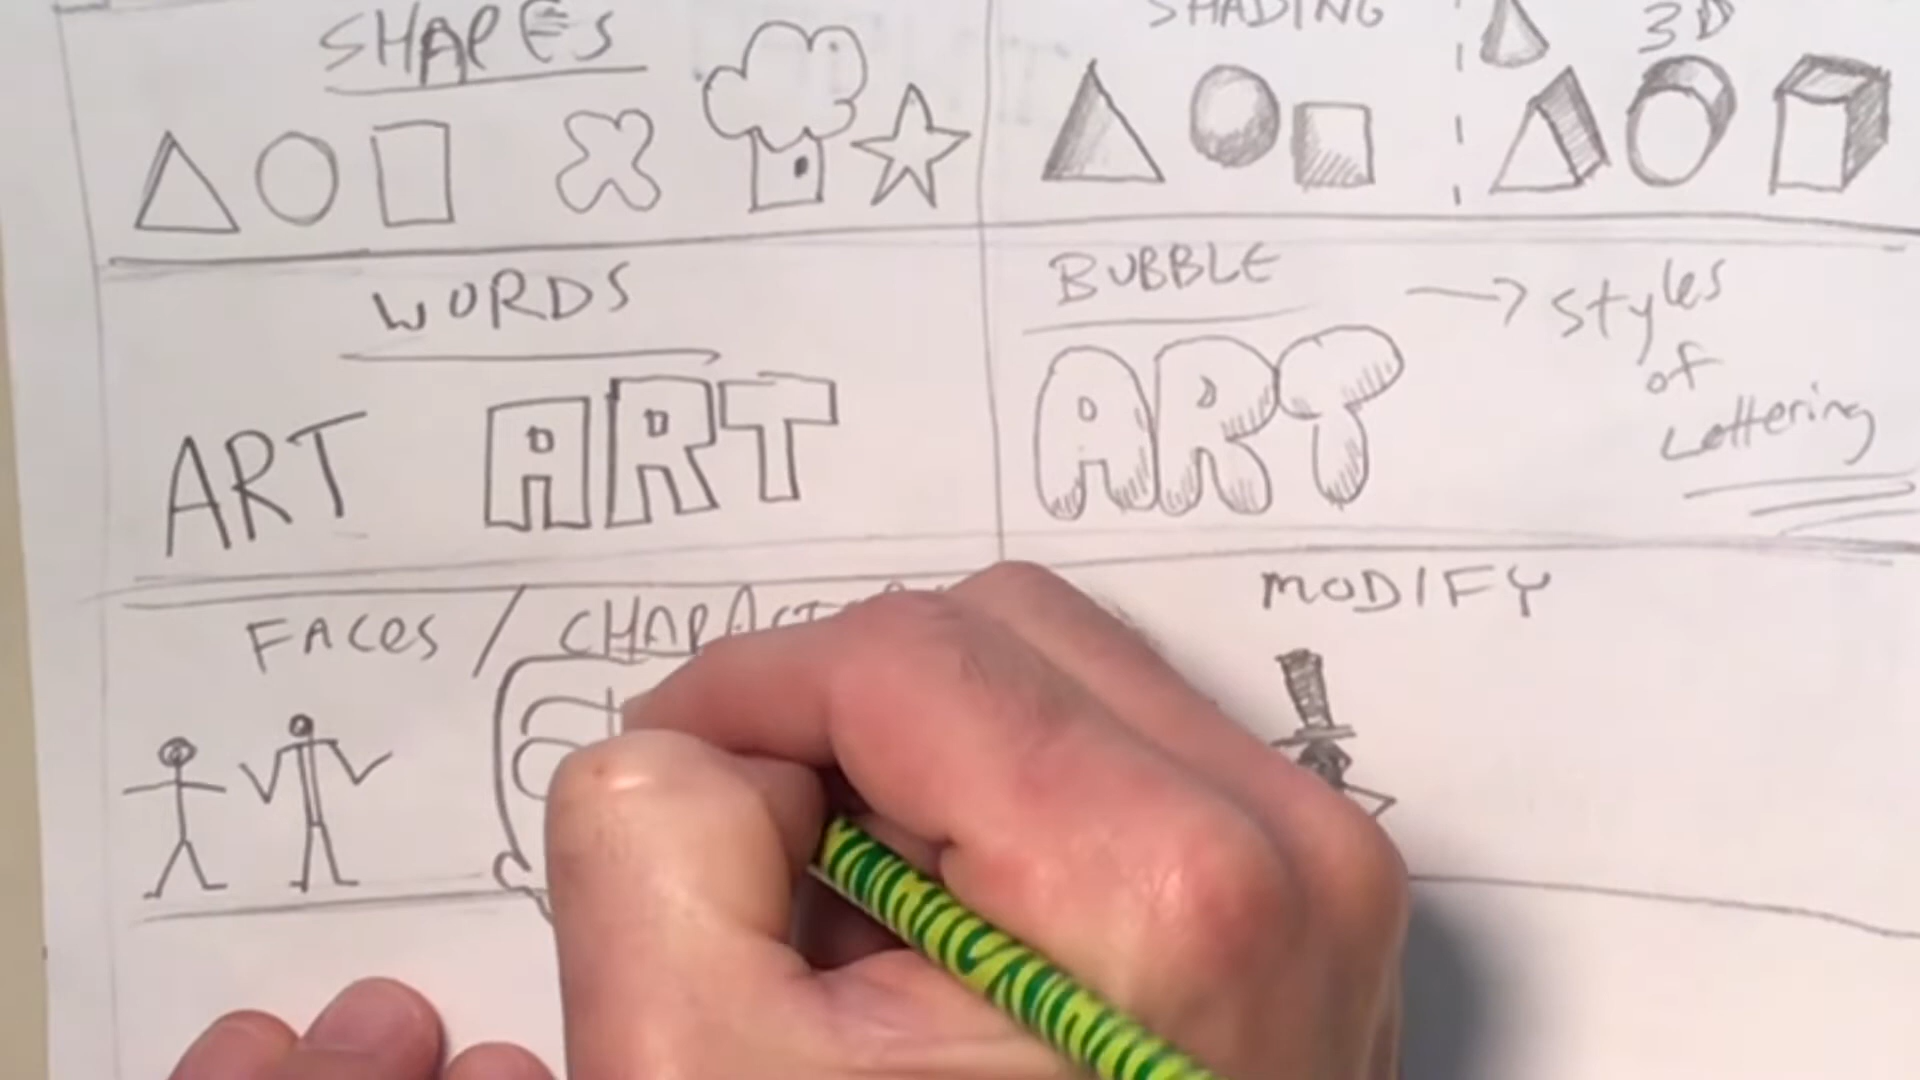 SHAPES
SHADING
3D
WORDS
ART ART
BUBBLE
→ styles
of
Lettering
ART
FACES /
MODIFY